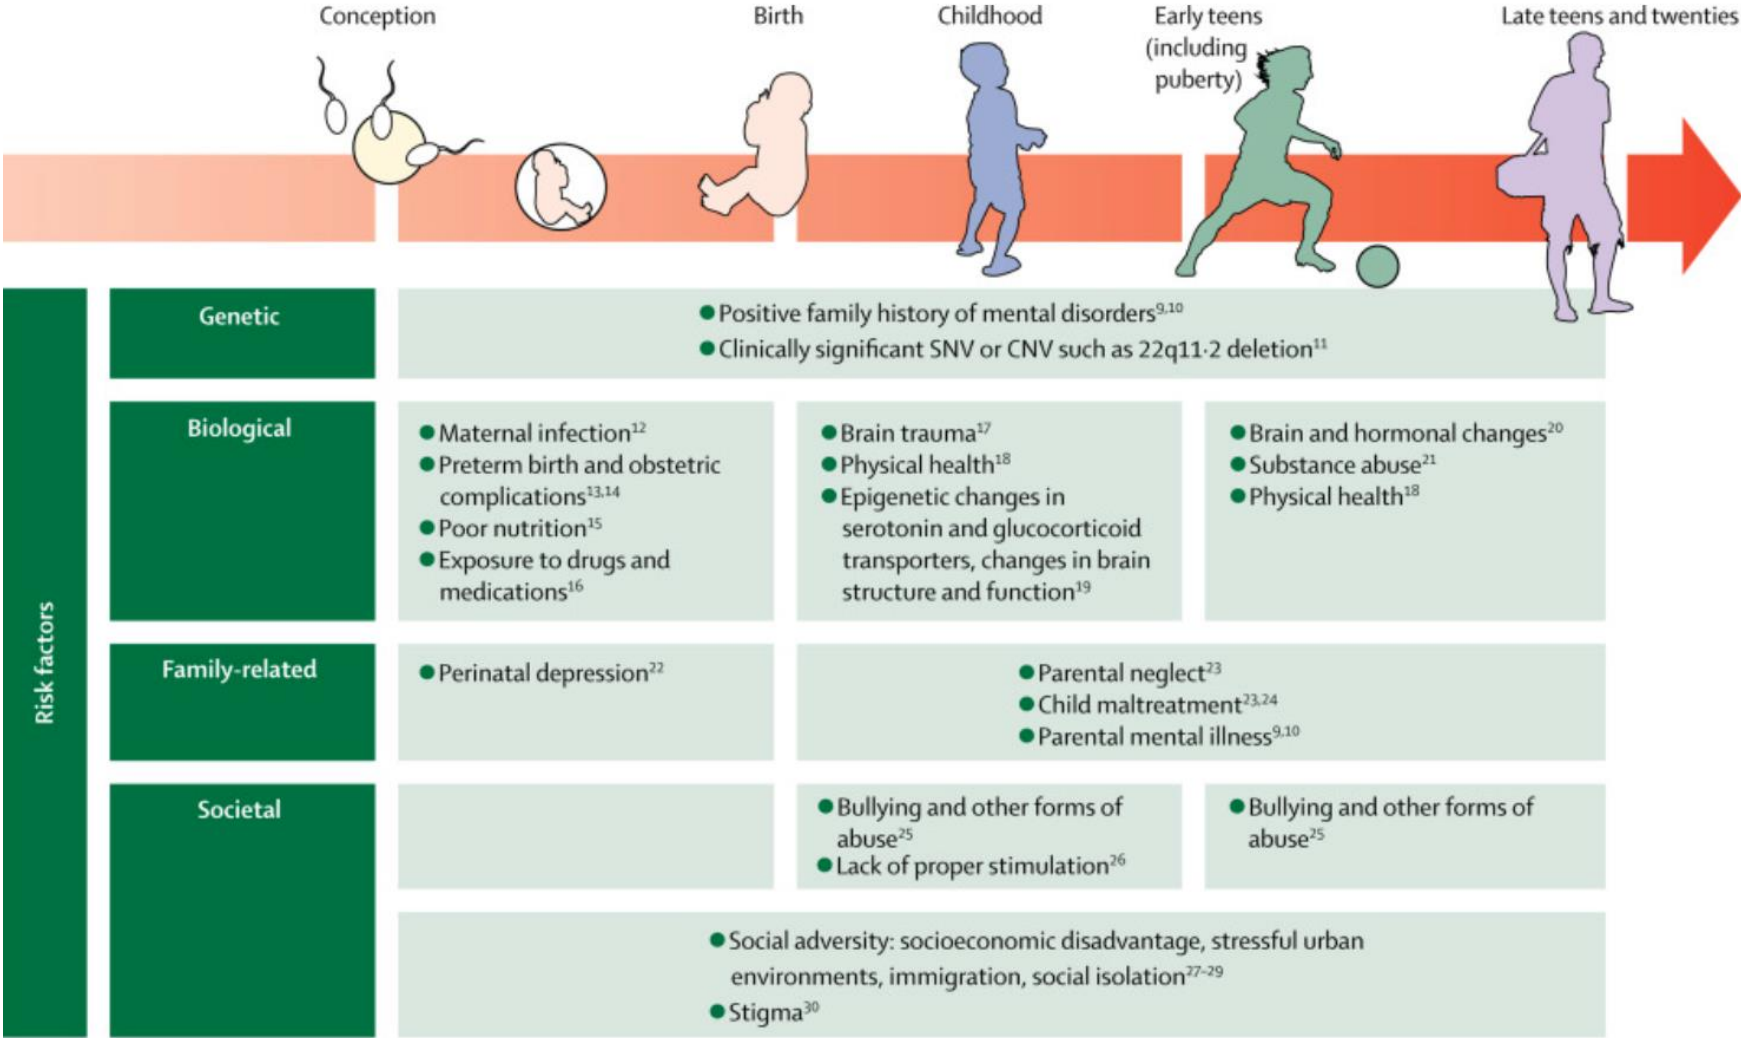 Conception
Birth
Childhood
Early teens
(including
puberty)
Late teens and twenties
Risk factors
Genetic
● Positive family history of mental disorders9,10
● Clinically significant SNV or CNV such as 22q11·2 deletion11
Biological
● Maternal infection12
● Preterm birth and obstetric
complications13,14
● Poor nutrition15
● Exposure to drugs and
medications16
● Brain trauma17
● Physical health18
● Epigenetic changes in
serotonin and glucocorticoid
transporters, changes in brain
structure and function19
● Brain and hormonal changes20
● Substance abuse21
● Physical health18
Family-related
● Perinatal depression22
● Parental neglect23
● Child maltreatment23,24
● Parental mental illness9,10
Societal
● Bullying and other forms of
abuse25
● Lack of proper stimulation26
● Bullying and other forms of
abuse25
● Social adversity: socioeconomic disadvantage, stressful urban
environments, immigration, social isolation27–29
● Stigma30